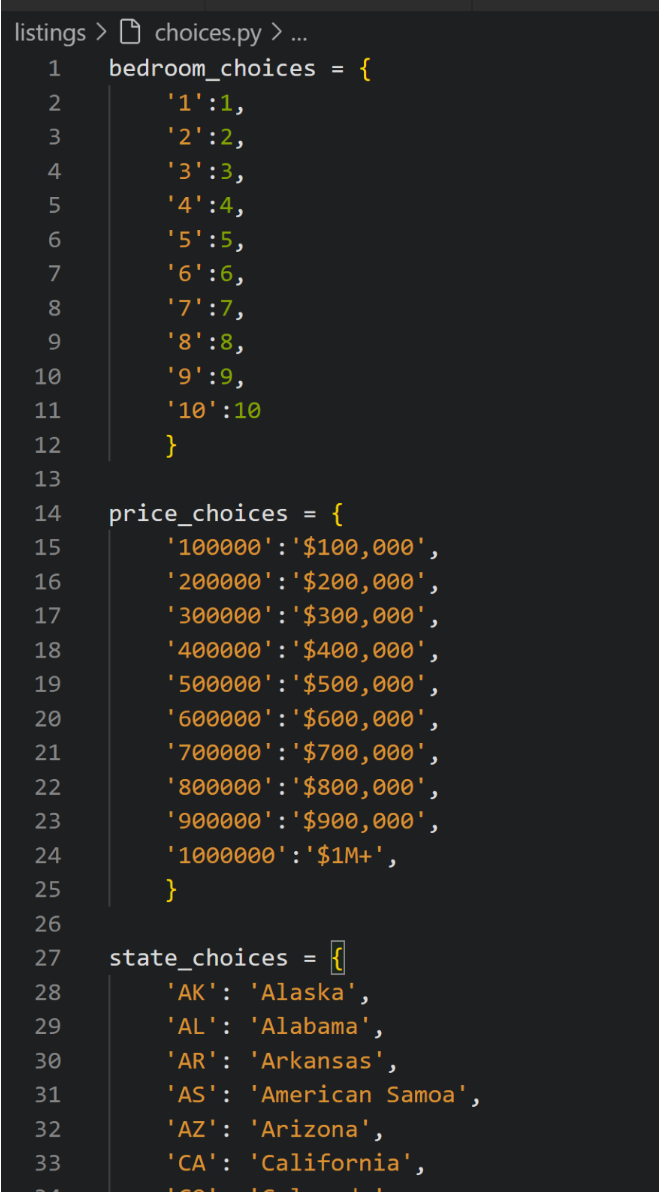 listings > choices.py > ...
1 bedroom_choices = {
2 '1':1,
3 '2':2,
4 '3':3,
5 '4':4,
6 '5':5,
7 '6':6,
8 '7':7,
9 '8':8,
10 '9':9,
11 '10':10
12 }
13
14 price_choices = {
15 '100000':'$100,000',
16 '200000':'$200,000',
17 '300000':'$300,000',
18 '400000':'$400,000',
19 '500000':'$500,000',
20 '600000':'$600,000',
21 '700000':'$700,000',
22 '800000':'$800,000',
23 '900000':'$900,000',
24 '1000000':'$1M+',
25 }
26
27 state_choices = {
28 'AK': 'Alaska',
29 'AL': 'Alabama',
30 'AR': 'Arkansas',
31 'AS': 'American Samoa',
32 'AZ': 'Arizona',
33 'CA': 'California',